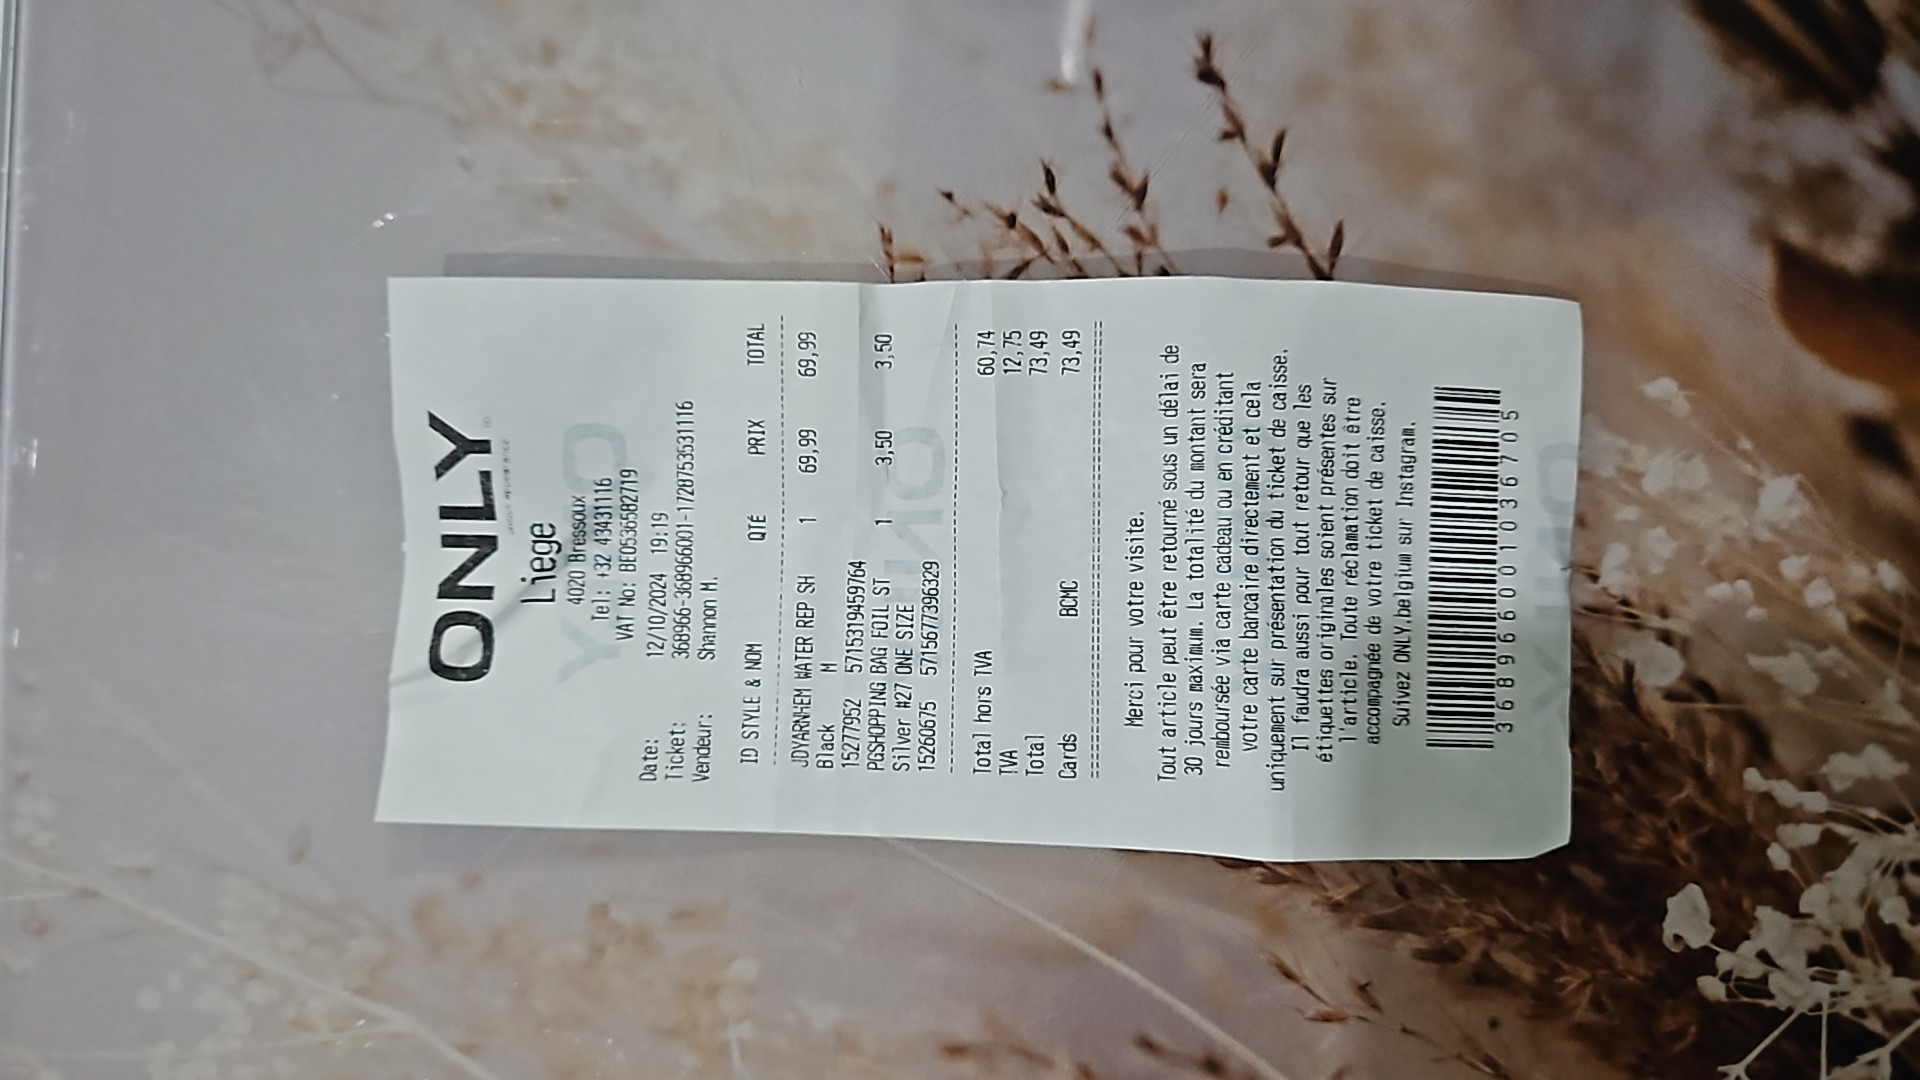 ONLY
Liege
4020 Bressoux
Tel: +32 43431116
VAT No: BE0536582719
Date: 12/10/2024 19:19
Ticket: 368966-368966001-1728753531116
Vendeur: Shannon M.
ID STYLE & NOM QTÉ PRIX TOTAL
JDYARNHEM WATER REP SH 1 69,99 69,99
Black M
15277952 5715319459764
PGSHOPPING BAG FOIL ST 1 3,50 3,50
Silver #27 ONE SIZE
15260675 5715677396329
Total hors TVA 60,74
TVA 12,75
Total 73,49
Cards BCMC 73,49
Merci pour votre visite.
Tout article peut être retourné sous un délai de
30 jours maximum. La totalité du montant sera
remboursée via carte cadeau ou en créditant
votre carte bancaire directement et cela
uniquement sur présentation du ticket de caisse.
Il faudra aussi pour tout retour que les
étiquettes originales soient présentes sur
l'article. Toute réclamation doit être
accompagnée de votre ticket de caisse.
Suivez ONLY.belgium sur Instagram.
368966001036705